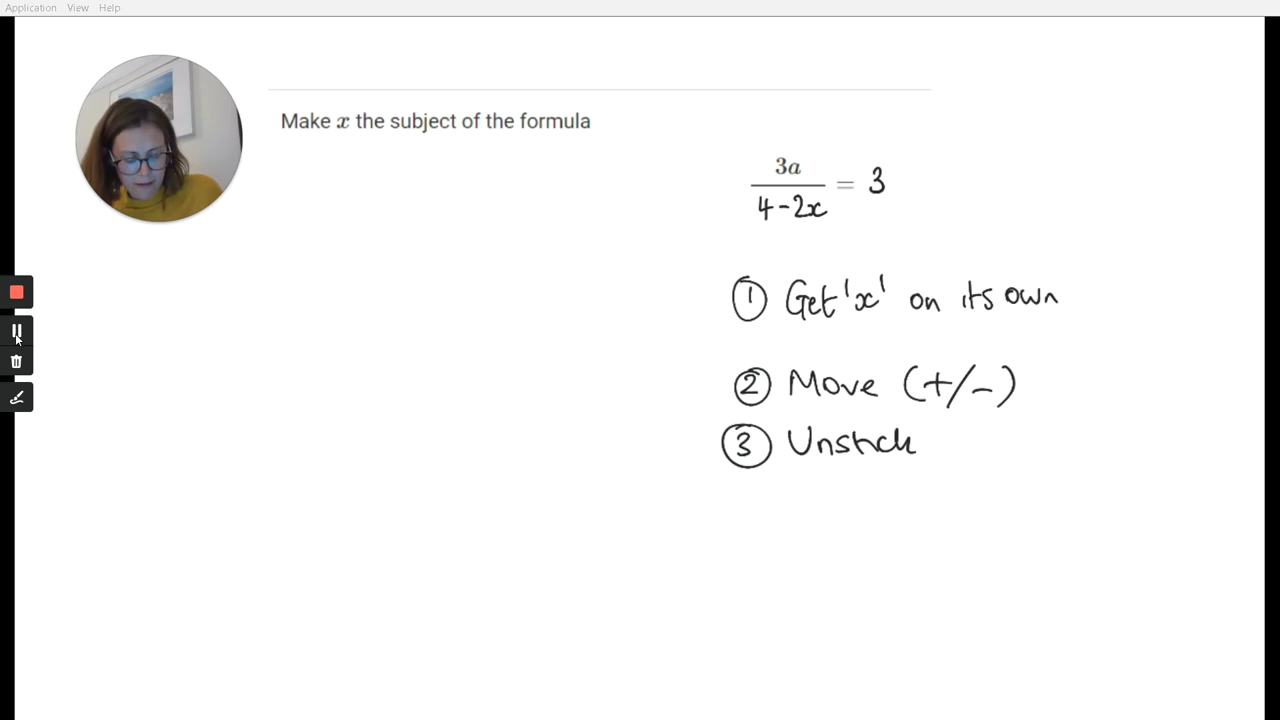 Application View Help
Make x the subject of the formula
3a
4-2x
= 3
① Get 'x' on its own
② Move (+/-)
③ Unstick